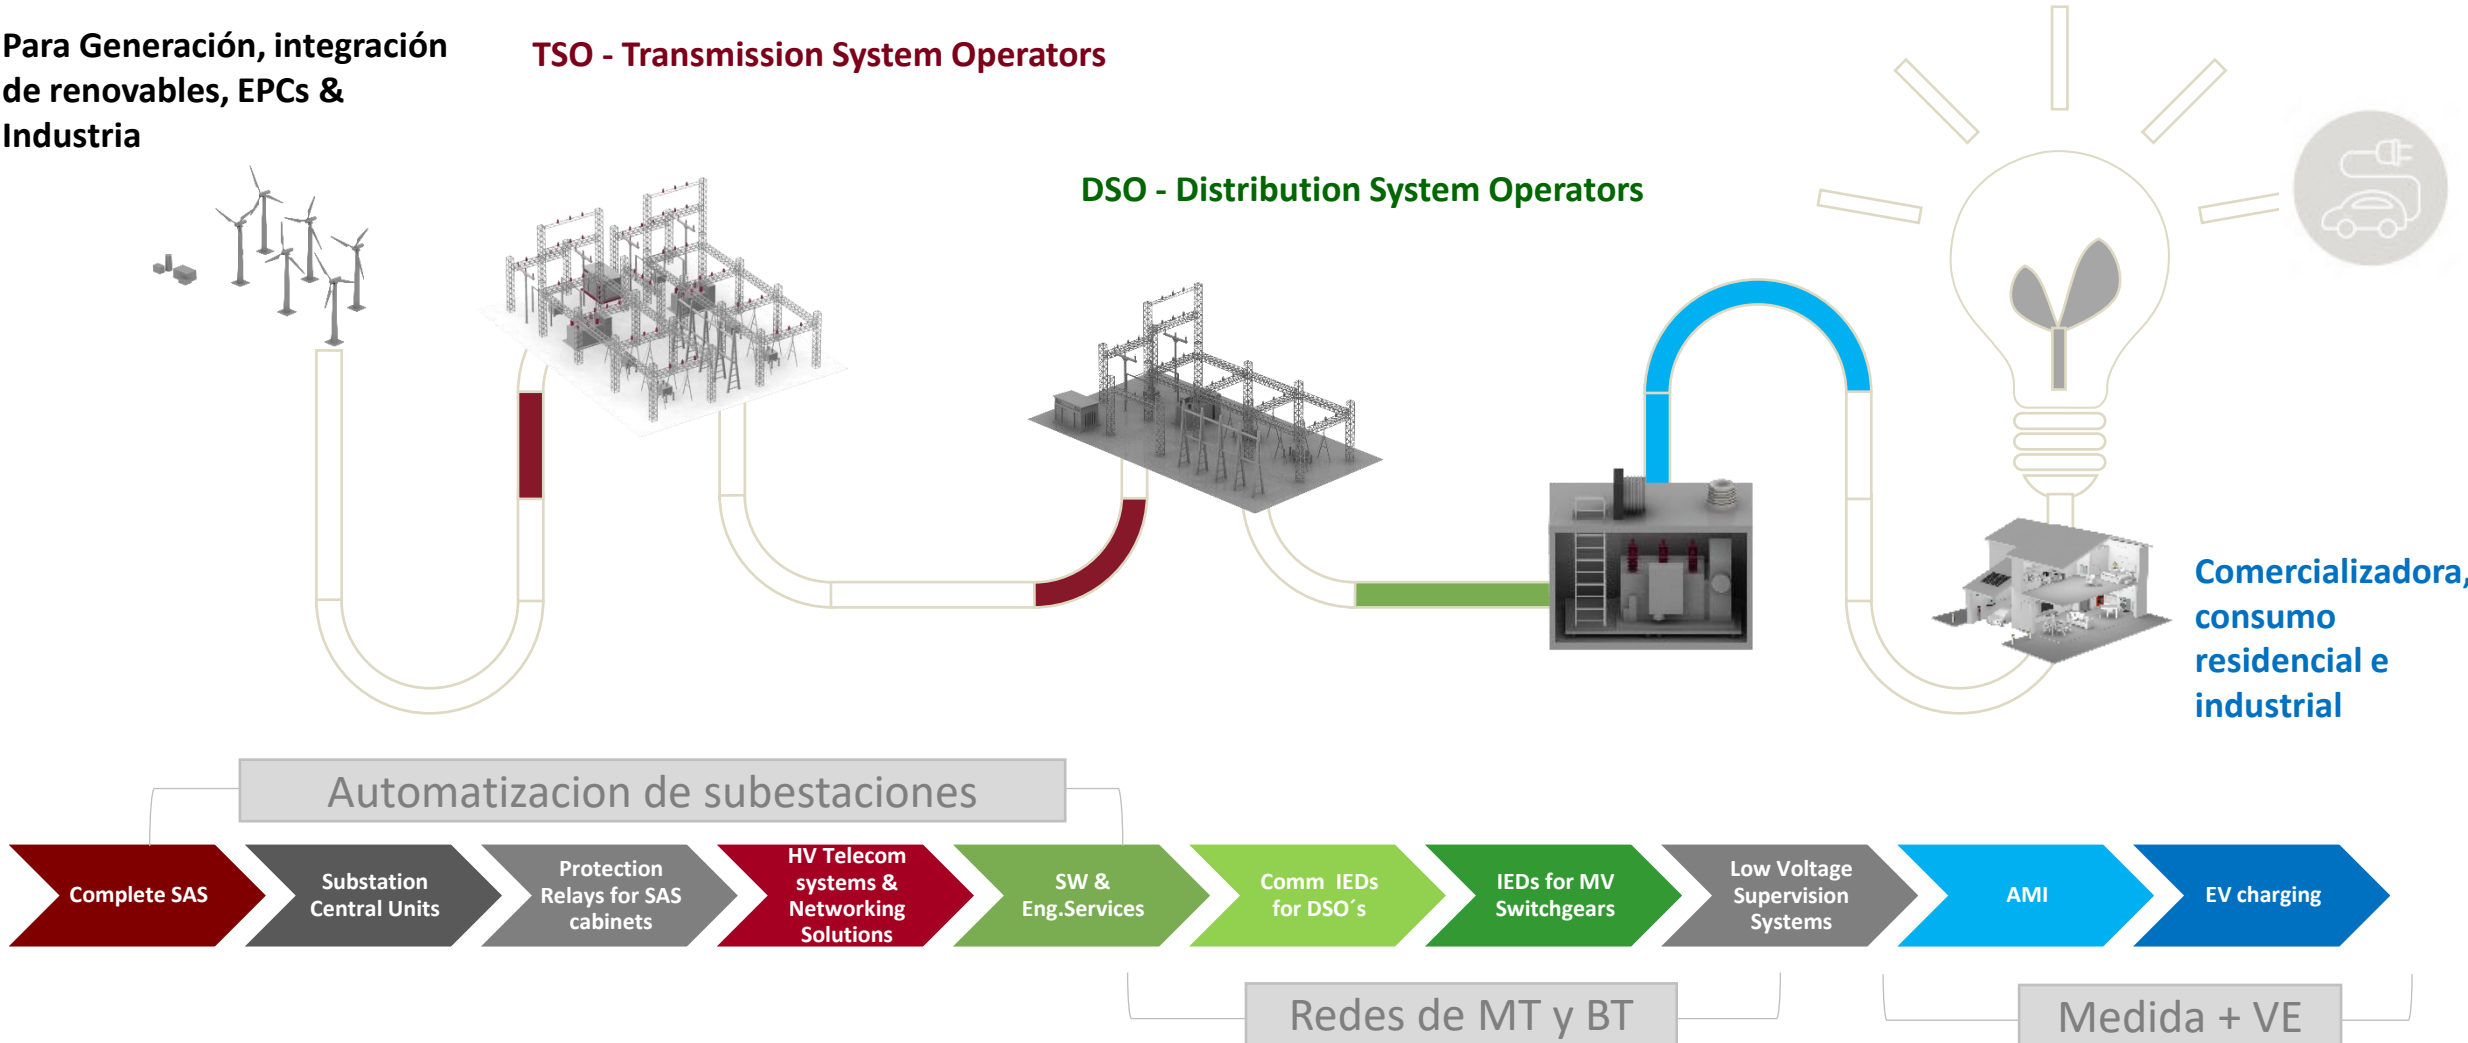 Para Generación, integración
de renovables, EPCs &
Industria
TSO - Transmission System Operators
DSO - Distribution System Operators
Comercializadora,
consumo
residencial e
industrial
Automatizacion de subestaciones
Complete SAS
Substation
Central Units
Protection
Relays for SAS
cabinets
HV Telecom
systems &
Networking
Solutions
SW &
Eng.Services
Comm IEDs
for DSO´s
IEDs for MV
Switchgears
Low Voltage
Supervision
Systems
AMI
EV charging
Redes de MT y BT
Medida + VE